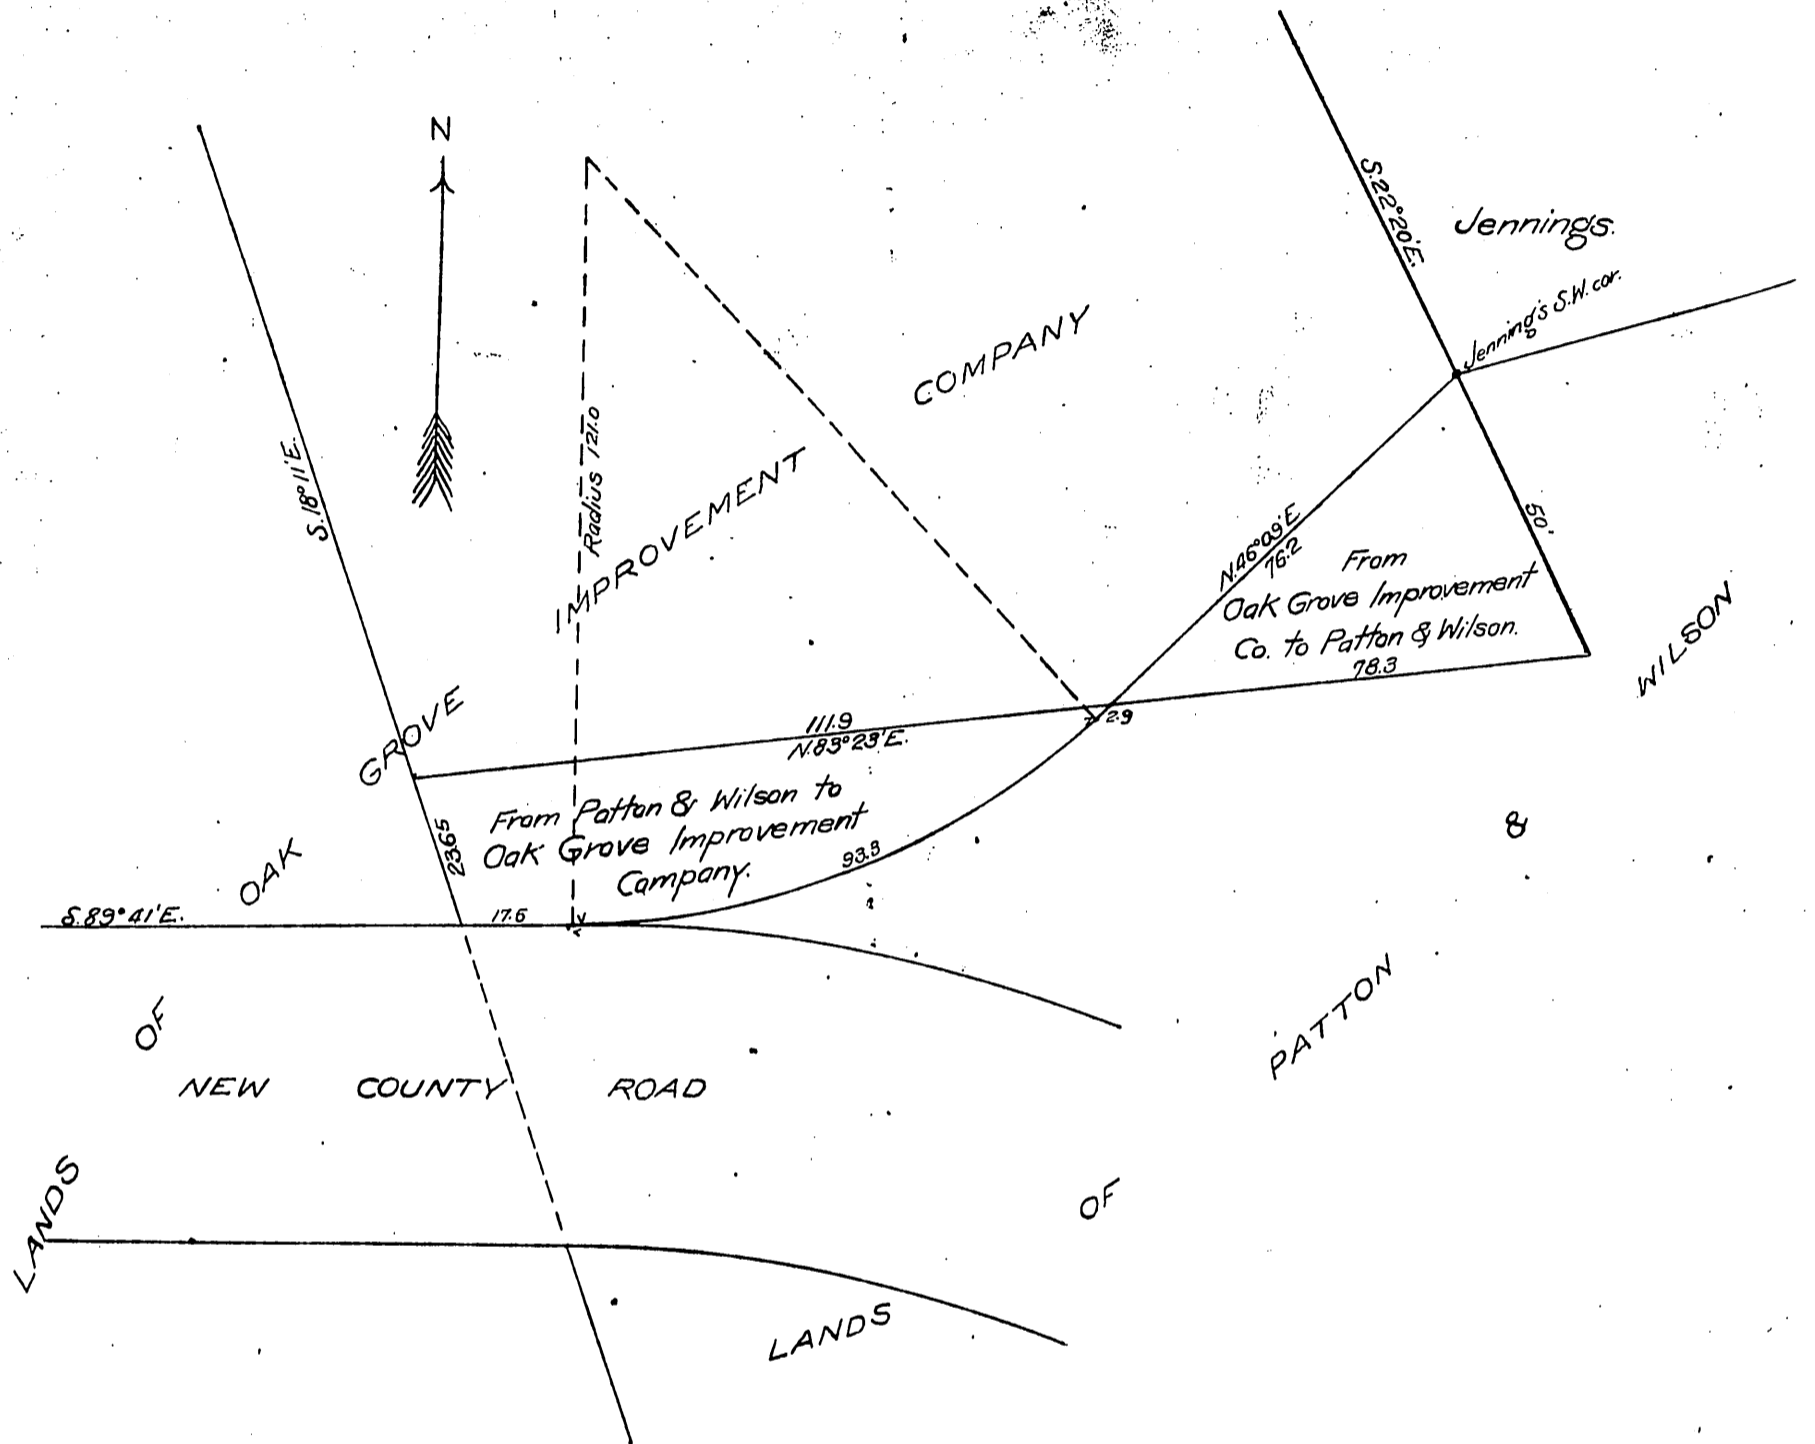 N
S.22°20'E.
Jennings.
Jenning's S.W. cor.
COMPANY
Radius 121.0
S.18°11'E.
IMPROVEMENT
50'
N.46°09'E
76.2
From
Oak Grove Improvement
Co. to Patton & Wilson.
78.3
WILSON
GROVE
111.9
N.83°23'E.
2.9
From Patton & Wilson to
Oak Grove Improvement
Company.
23.65
93.3
&
OAK
S.89°41'E.
17.6
OF
PATTON
NEW COUNTY ROAD
LANDS
OF
LANDS